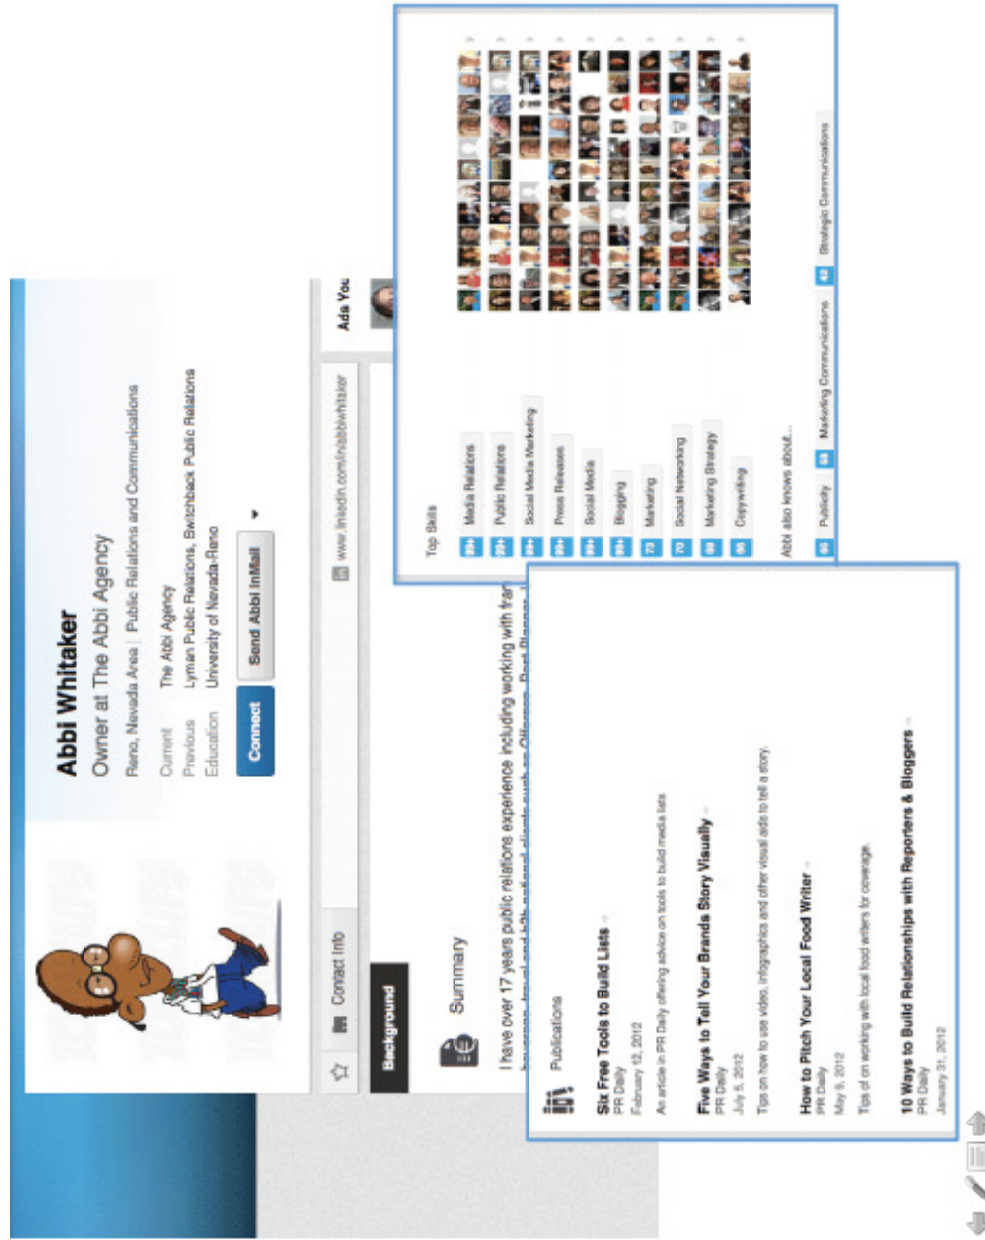 Abbi Whitaker
Owner at The Abbi Agency
Reno, Nevada Area | Public Relations and Communications
Current The Abbi Agency
Previous Lyman Public Relations, Switchback Public Relations
Education University of Nevada-Reno
Connect Send Abbi InMail
Contact Info www.linkedin.com/in/abbiwhitaker
Ads You
Background
Summary
I have over 17 years public relations experience including working with
Publications
Six Free Tools to Build Lists
PR Daily
February 12, 2012
An article in PR Daily offering advice on tools to build media lists
Five Ways to Tell Your Brands Story Visually
PR Daily
July 5, 2012
Tips on how to use video, infographics and other visual aids to tell a story.
How to Pitch Your Local Food Writer
PR Daily
May 9, 2012
Tips of on working with local food writers for coverage.
10 Ways to Build Relationships with Reporters & Bloggers
PR Daily
January 31, 2012
Top Skills
99+ Media Relations
99+ Public Relations
99+ Social Media Marketing
99+ Press Releases
99+ Social Media
99+ Blogging
73 Marketing
70 Social Networking
Marketing Strategy
Copywriting
Abbi also knows about...
Publicity Marketing Communications 42 Strategic Communications